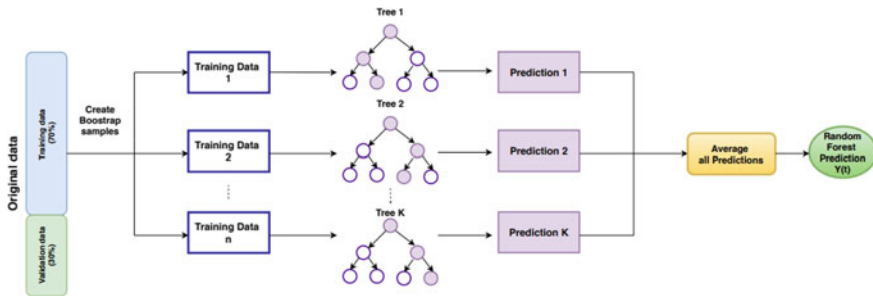 Original data
Training data
(70%)
Validation data
(30%)
Create
Boostrap
samples
Training Data
1
Training Data
2
Training Data
n
Tree 1
Tree 2
Tree K
Prediction 1
Prediction 2
Prediction K
Average
all Predictions
Random
Forest
Prediction
Y(t)